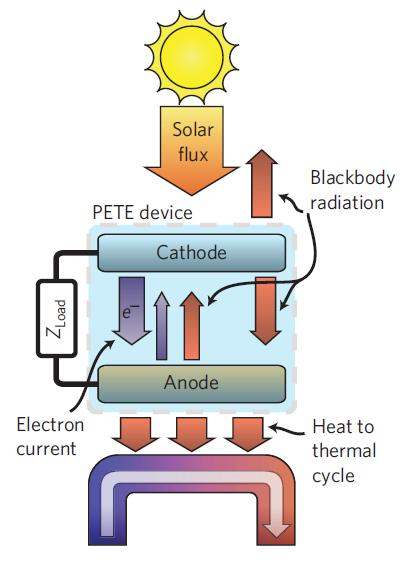 Solar
flux
Blackbody
radiation
PETE device
Cathode
Z_Load
e⁻
Anode
Electron
current
Heat to
thermal
cycle